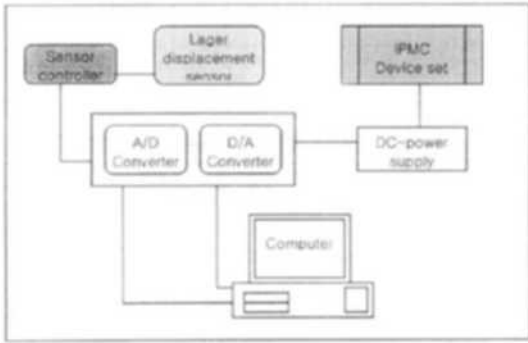 Sensor
controller
Lager
displacement
sensor
IPMC
Device set
A/D
Converter
D/A
Converter
DC-power
supply
Computer